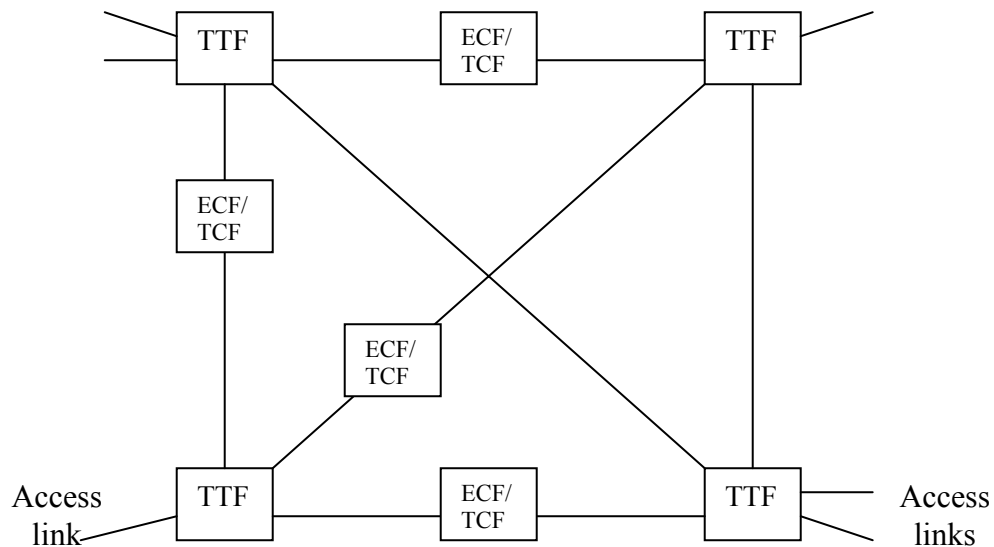 TTF
ECF/
TCF
TTF
ECF/
TCF
ECF/
TCF
Access
link
TTF
ECF/
TCF
TTF
Access
links